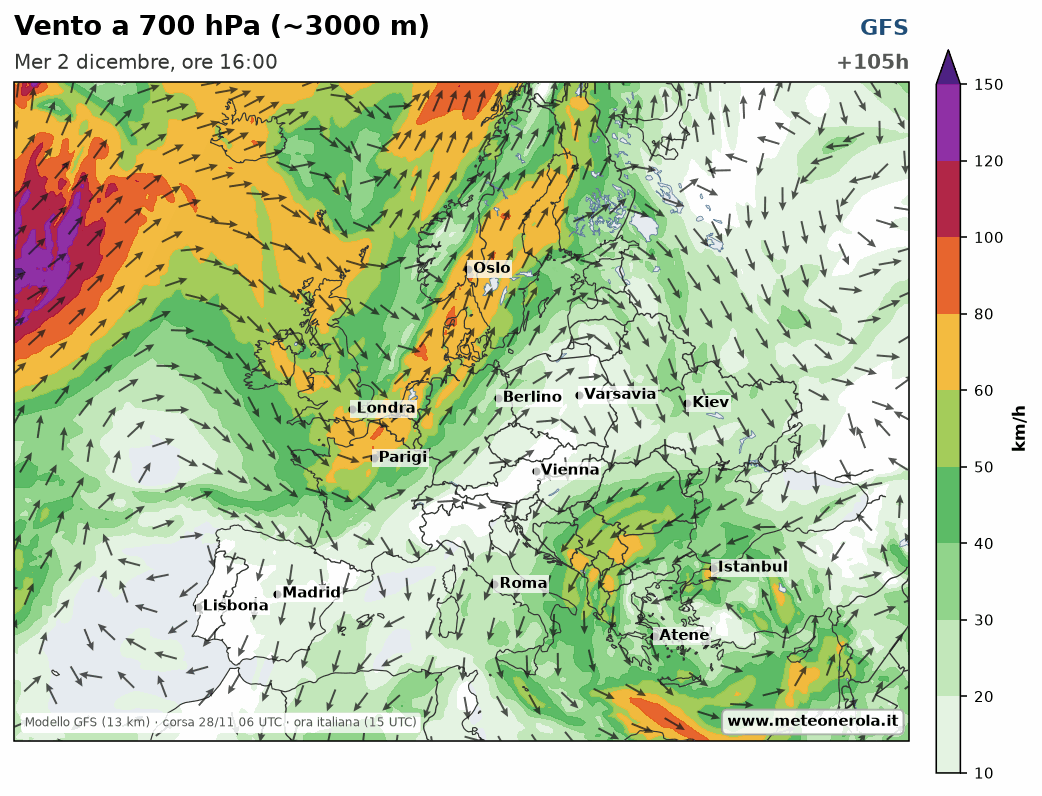 Vento a 700 hPa (~3000 m)
GFS
Mer 2 dicembre, ore 16:00
+105h
150
120
100
80
60
50
40
30
20
10
km/h
Oslo
Londra
Berlino
Varsavia
Kiev
Parigi
Vienna
Istanbul
Roma
Madrid
Lisbona
Atene
Modello GFS (13 km) · corsa 28/11 06 UTC · ora italiana (15 UTC)
www.meteonerola.it